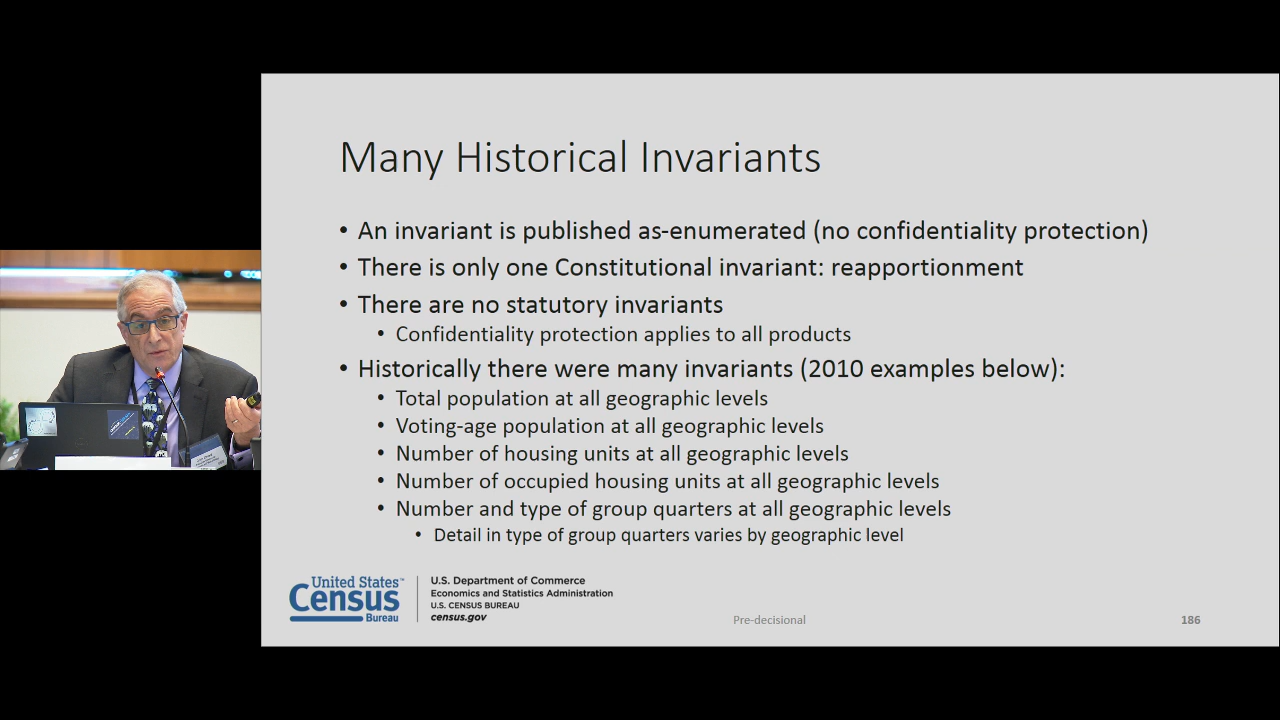 Many Historical Invariants
• An invariant is published as-enumerated (no confidentiality protection)
• There is only one Constitutional invariant: reapportionment
• There are no statutory invariants
• Confidentiality protection applies to all products
• Historically there were many invariants (2010 examples below):
• Total population at all geographic levels
• Voting-age population at all geographic levels
• Number of housing units at all geographic levels
• Number of occupied housing units at all geographic levels
• Number and type of group quarters at all geographic levels
• Detail in type of group quarters varies by geographic level
United States™
Census
Bureau
U.S. Department of Commerce
Economics and Statistics Administration
U.S. CENSUS BUREAU
census.gov
Pre-decisional
186